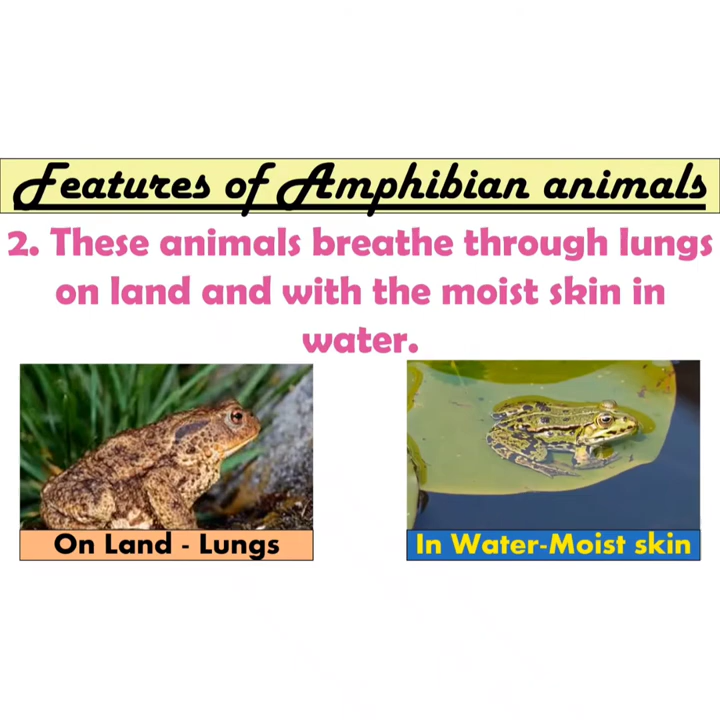 Features of Amphibian animals
2. These animals breathe through lungs
on land and with the moist skin in
water.
On Land - Lungs
In Water-Moist skin